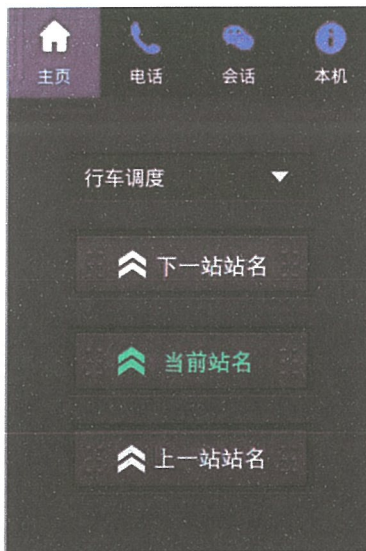 主页 电话 会话 本机
行车调度
下一站站名
当前站名
上一站站名